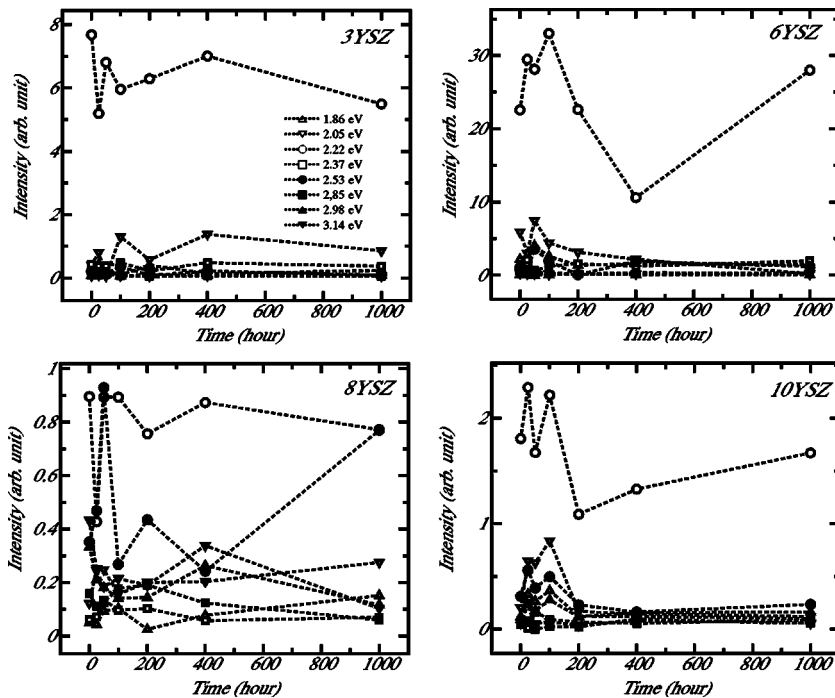 3YSZ
8
6
4
2
0
Intensity (arb. unit)
1.86 eV
2.05 eV
2.22 eV
2.37 eV
2.53 eV
2,85 eV
2.98 eV
3.14 eV
0 200 400 600 800 1000
Time (hour)
6YSZ
30
20
10
0
Intensity (arb. unit)
0 200 400 600 800 1000
Time (hour)
8YSZ
1
0.8
0.6
0.4
0.2
0
Intensity (arb. unit)
0 200 400 600 800 1000
Time (hour)
10YSZ
2
1
0
Intensity (arb. unit)
0 200 400 600 800 1000
Time (hour)